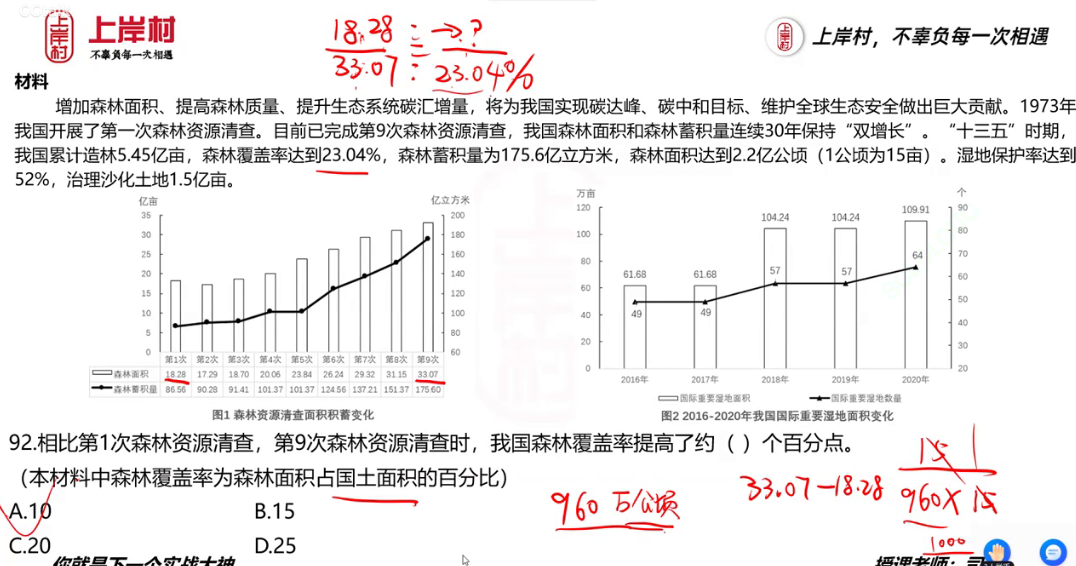 上岸村
上岸村
不辜负每一次相遇
18.28 = → ?
33.07 : 23.04%
上岸村，不辜负每一次相遇
材料
增加森林面积、提高森林质量、提升生态系统碳汇增量，将为我国实现碳达峰、碳中和目标、维护全球生态安全做出巨大贡献。1973年
我国开展了第一次森林资源清查。目前已完成第9次森林资源清查，我国森林面积和森林蓄积量连续30年保持“双增长”。“十三五”时期，
我国累计造林5.45亿亩，森林覆盖率达到23.04%，森林蓄积量为175.6亿立方米，森林面积达到2.2亿公顷（1公顷为15亩）。湿地保护率达到
52%，治理沙化土地1.5亿亩。
亿亩 亿立方米
35 200
30 180
25 160
20 140
15 120
10 100
5 80
0 60
第1次 第2次 第3次 第4次 第5次 第6次 第7次 第8次 第9次
森林面积 18.28 17.29 18.70 20.06 23.84 26.24 29.32 31.15 33.07
森林蓄积量 86.56 90.28 91.41 101.37 101.37 124.56 137.21 151.37 175.60
图1 森林资源清查面积积蓄变化
万亩 个
120 90
100 80
80 70
60 60
40 50
20 40
0 30
20
61.68 61.68 104.24 104.24 109.91
49 49 57 57 64
2016年 2017年 2018年 2019年 2020年
国际重要湿地面积 国际重要湿地数量
图2 2016-2020年我国国际重要湿地面积变化
92.相比第1次森林资源清查，第9次森林资源清查时，我国森林覆盖率提高了约（ ）个百分点。
（本材料中森林覆盖率为森林面积占国土面积的百分比）
A.10 B.15
C.20 D.25
960 万公顷
15 1
33.07-18.28
960X 15
1000
你就是下一个实战大神
授课老师：